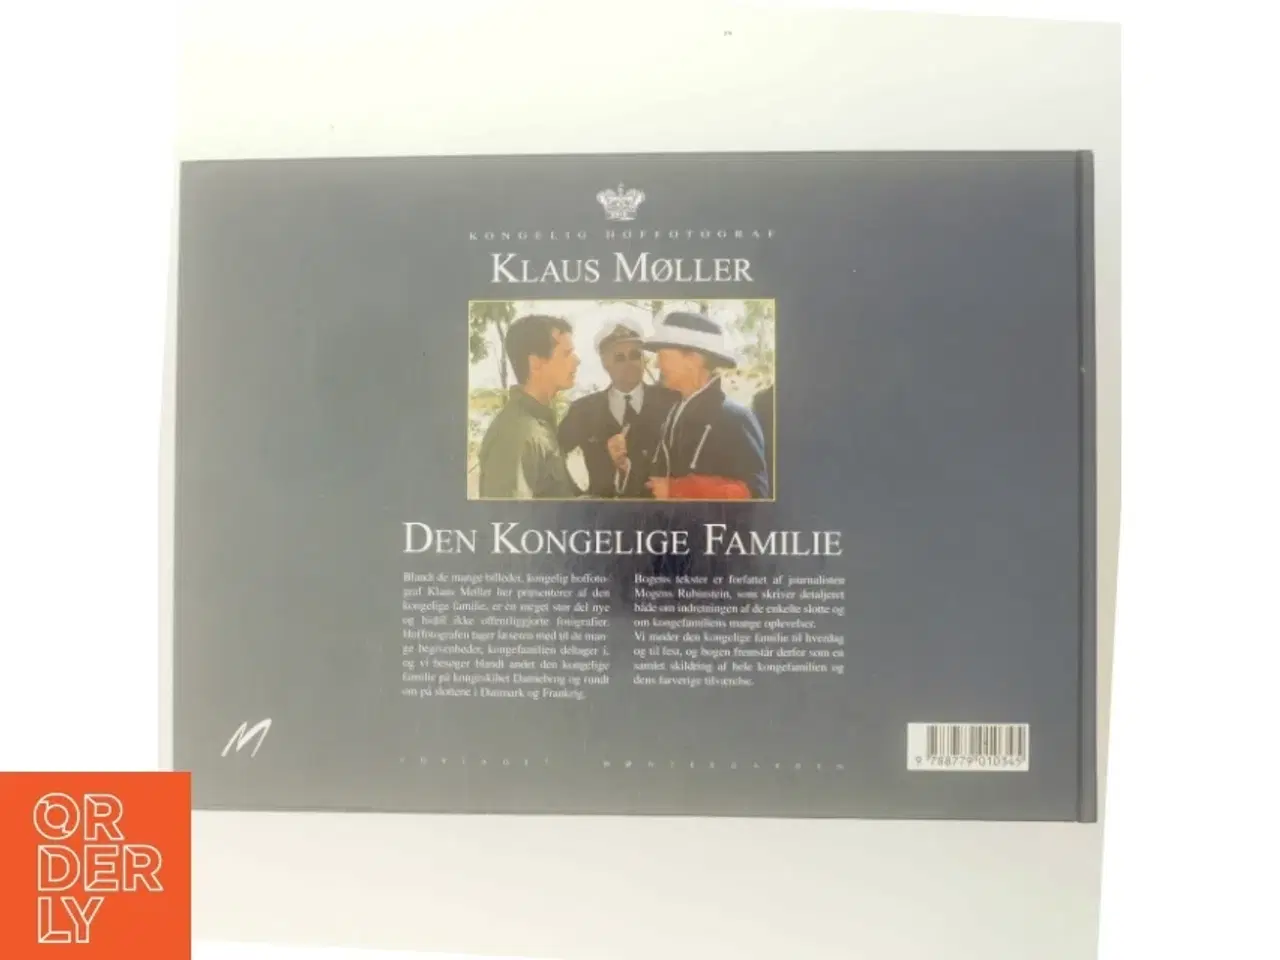 KONGELIG HOFFOTOGRAF
KLAUS MØLLER
DEN KONGELIGE FAMILIE
Blandt de mange billeder, kongelig hoffoto-
graf Klaus Møller her præsenterer af den
kongelige familie, er en meget stor del nye
og hidtil ikke offentliggjorte fotografier.
Hoffotografen tager læseren med til de man-
ge begivenheder, kongefamilien deltager i,
og vi besøger blandt andet den kongelige
familie på kongeskibet Dannebrog og rundt
om på slottene i Danmark og Frankrig.
Bogens tekster er forfattet af journalisten
Mogens Rubinstein, som skriver detaljeret
både om indretningen af de enkelte slotte og
om kongefamiliens mange oplevelser.
Vi møder den kongelige familie til hverdag
og til fest, og bogen fremstår derfor som en
samlet skildring af hele kongefamilien og
dens farverige tilværelse.
M
FORLAGET
9 788779 010345
ORDERLY